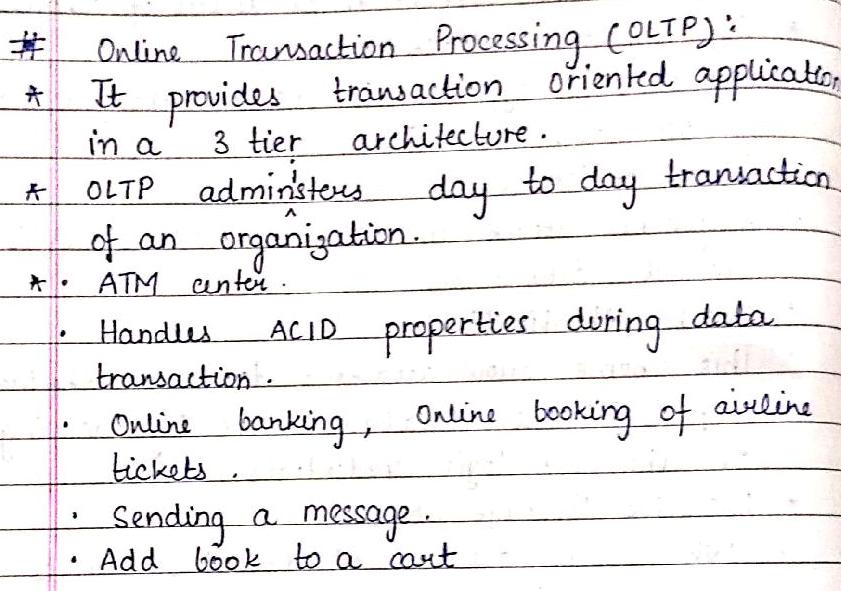 # Online Transaction Processing (OLTP):
* It provides transaction oriented application
in a 3 tier architecture.
* OLTP administers day to day transaction
of an organization.
* • ATM center.
• Handles ACID properties during data
transaction.
• Online banking, Online booking of airline
tickets.
• Sending a message.
• Add book to a cart